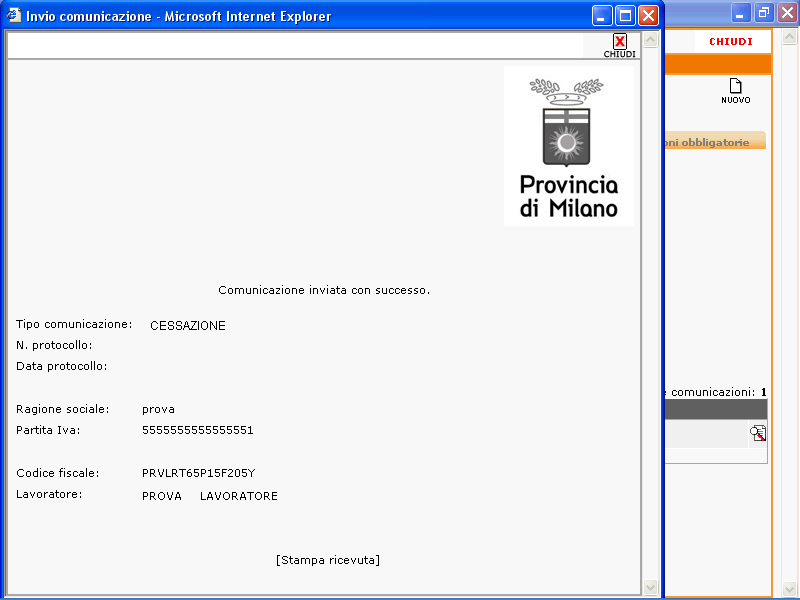 Invio comunicazione - Microsoft Internet Explorer
CHIUDI
CHIUDI
NUOVO
Provincia
di Milano
oni obbligatorie
Comunicazione inviata con successo.
Tipo comunicazione: CESSAZIONE
N. protocollo:
Data protocollo:
comunicazioni: 1
Ragione sociale: prova
Partita Iva: 5555555555555551
Codice fiscale: PRVLRT65P15F205Y
Lavoratore: PROVA LAVORATORE
[Stampa ricevuta]